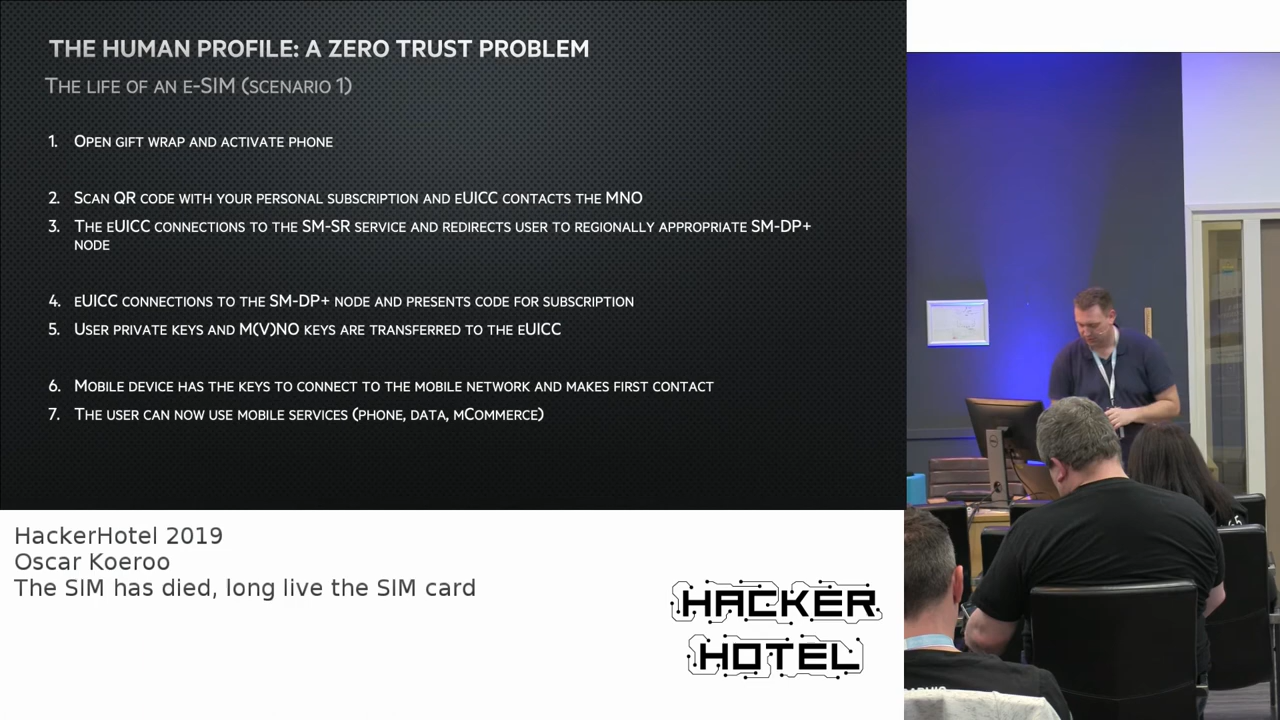 THE HUMAN PROFILE: A ZERO TRUST PROBLEM
THE LIFE OF AN E-SIM (SCENARIO 1)
1. OPEN GIFT WRAP AND ACTIVATE PHONE
2. SCAN QR CODE WITH YOUR PERSONAL SUBSCRIPTION AND EUICC CONTACTS THE MNO
3. THE EUICC CONNECTIONS TO THE SM-SR SERVICE AND REDIRECTS USER TO REGIONALLY APPROPRIATE SM-DP+
NODE
4. EUICC CONNECTIONS TO THE SM-DP+ NODE AND PRESENTS CODE FOR SUBSCRIPTION
5. USER PRIVATE KEYS AND M(V)NO KEYS ARE TRANSFERRED TO THE EUICC
6. MOBILE DEVICE HAS THE KEYS TO CONNECT TO THE MOBILE NETWORK AND MAKES FIRST CONTACT
7. THE USER CAN NOW USE MOBILE SERVICES (PHONE, DATA, MCOMMERCE)
HackerHotel 2019
Oscar Koeroo
The SIM has died, long live the SIM card
HACKER
HOTEL